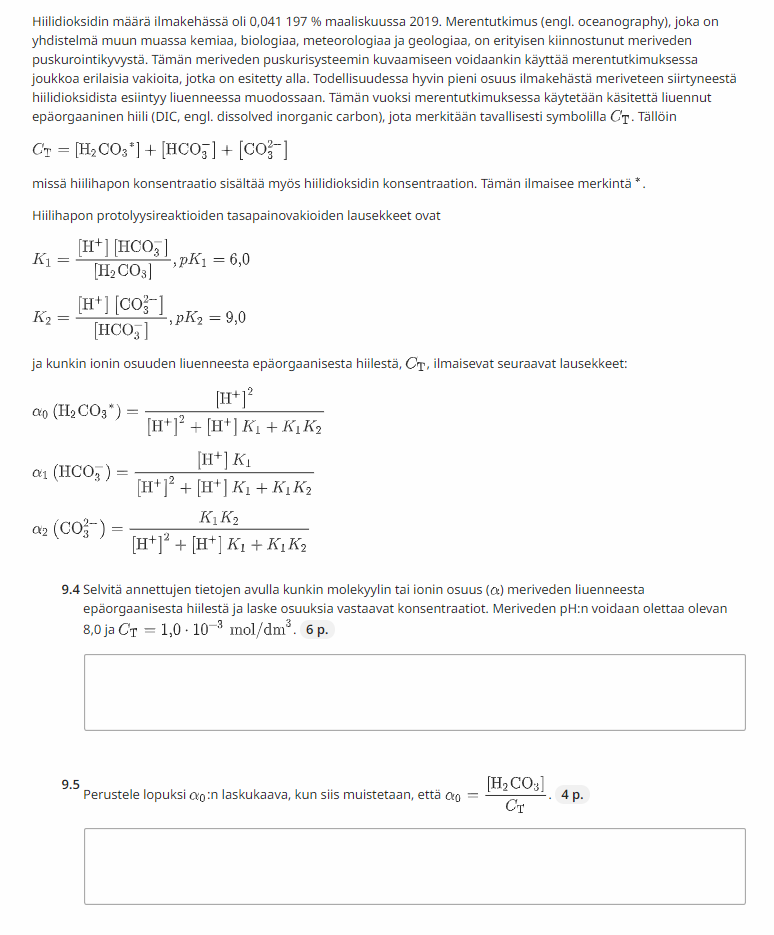 Hiilidioksidin määrä ilmakehässä oli 0,041 197 % maaliskuussa 2019. Merentutkimus (engl. oceanography), joka on
yhdistelmä muun muassa kemiaa, biologiaa, meteorologiaa ja geologiaa, on erityisen kiinnostunut meriveden
puskurointikyvystä. Tämän meriveden puskurisysteemin kuvaamiseen voidaankin käyttää merentutkimuksessa
joukkoa erilaisia vakioita, jotka on esitetty alla. Todellisuudessa hyvin pieni osuus ilmakehästä meriveteen siirtyneestä
hiilidioksidista esiintyy liuenneessa muodossaan. Tämän vuoksi merentutkimuksessa käytetään käsitettä liuennut
epäorgaaninen hiili (DIC, engl. dissolved inorganic carbon), jota merkitään tavallisesti symbolilla C_T. Tällöin
C_T = [H₂CO₃*] + [HCO₃⁻] + [CO₃²⁻]
missä hiilihapon konsentraatio sisältää myös hiilidioksidin konsentraation. Tämän ilmaisee merkintä *.
Hiilihapon protolyysireaktioiden tasapainovakioiden lausekkeet ovat
K₁ = [H⁺] [HCO₃⁻] / [H₂CO₃], pK₁ = 6,0
K₂ = [H⁺] [CO₃²⁻] / [HCO₃⁻], pK₂ = 9,0
ja kunkin ionin osuuden liuenneesta epäorgaanisesta hiilestä, C_T, ilmaisevat seuraavat lausekkeet:
α₀ (H₂CO₃*) = [H⁺]² / ([H⁺]² + [H⁺] K₁ + K₁K₂)
α₁ (HCO₃⁻) = [H⁺] K₁ / ([H⁺]² + [H⁺] K₁ + K₁K₂)
α₂ (CO₃²⁻) = K₁K₂ / ([H⁺]² + [H⁺] K₁ + K₁K₂)
9.4 Selvitä annettujen tietojen avulla kunkin molekyylin tai ionin osuus (α) meriveden liuenneesta
epäorgaanisesta hiilestä ja laske osuuksia vastaavat konsentraatiot. Meriveden pH:n voidaan olettaa olevan
8,0 ja C_T = 1,0 · 10⁻³ mol/dm³. 6 p.
9.5 Perustele lopuksi α₀:n laskukaava, kun siis muistetaan, että α₀ = [H₂CO₃] / C_T. 4 p.